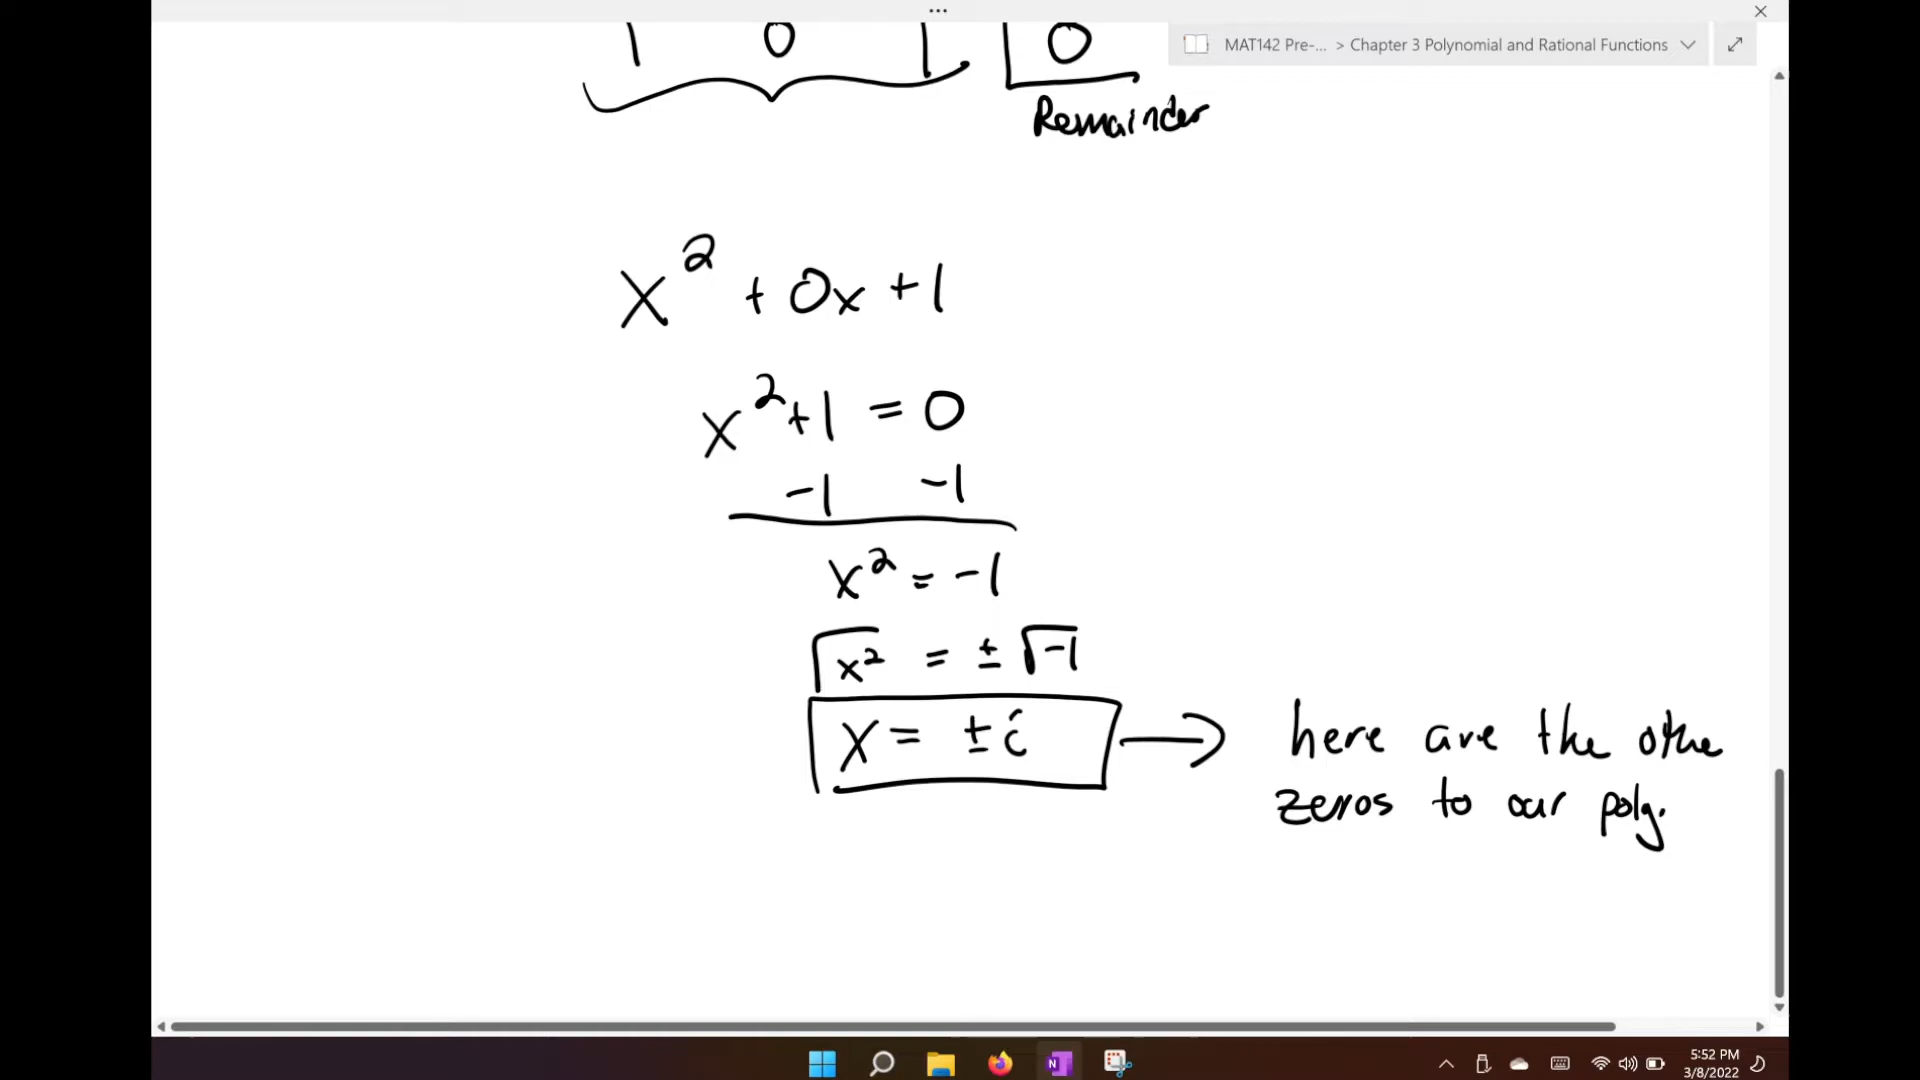 ...
1 0 1 0
MAT142 Pre-... > Chapter 3 Polynomial and Rational Functions
Remainder
x² + 0x + 1
x² + 1 = 0
-1 -1
x² = -1
√x² = ± √-1
x = ± i → here are the othe
zeros to our poly.
5:52 PM
3/8/2022